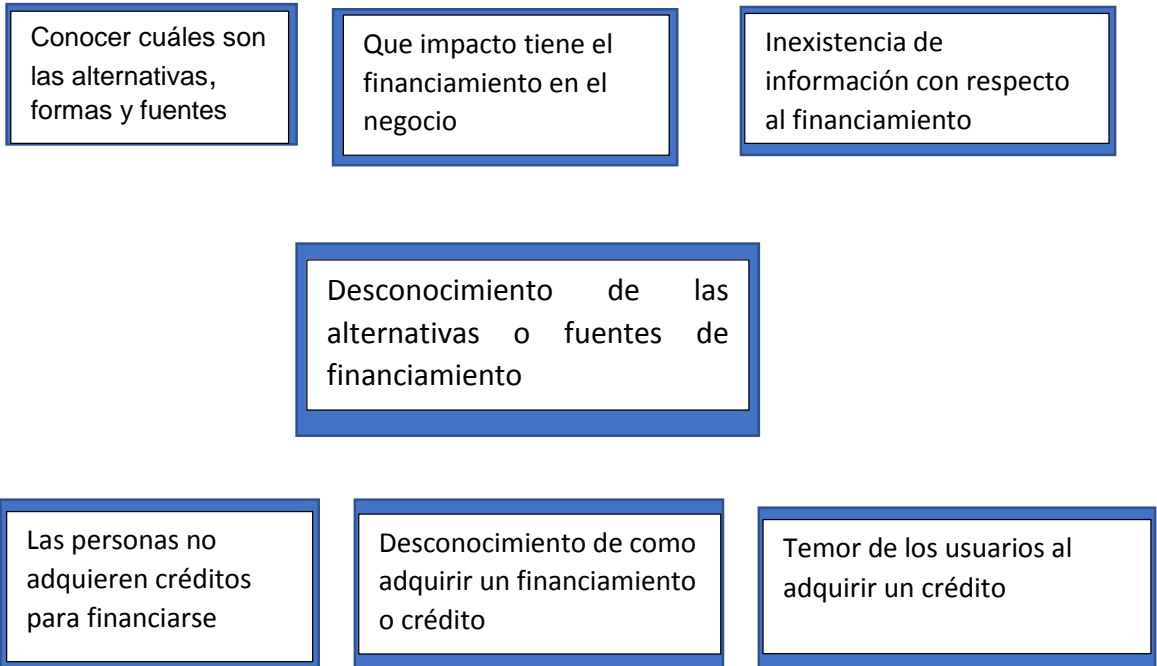 Conocer cuáles son
las alternativas,
formas y fuentes
Que impacto tiene el
financiamiento en el
negocio
Inexistencia de
información con respecto
al financiamiento
Desconocimiento de las
alternativas o fuentes de
financiamiento
Las personas no
adquieren créditos
para financiarse
Desconocimiento de como
adquirir un financiamiento
o crédito
Temor de los usuarios al
adquirir un crédito